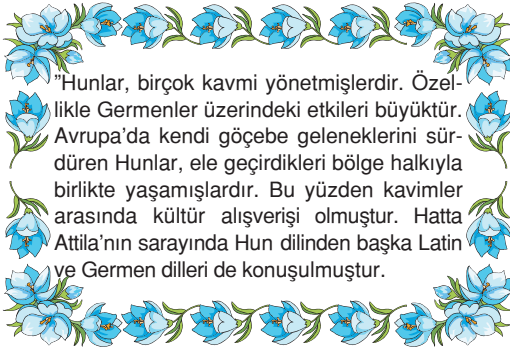 "Hunlar, birçok kavmi yönetmişlerdir. Özel-
likle Germenler üzerindeki etkileri büyüktür.
Avrupa'da kendi göçebe geleneklerini sür-
düren Hunlar, ele geçirdikleri bölge halkıyla
birlikte yaşamışlardır. Bu yüzden kavimler
arasında kültür alışverişi olmuştur. Hatta
Attila'nın sarayında Hun dilinden başka Latin
ve Germen dilleri de konuşulmuştur.